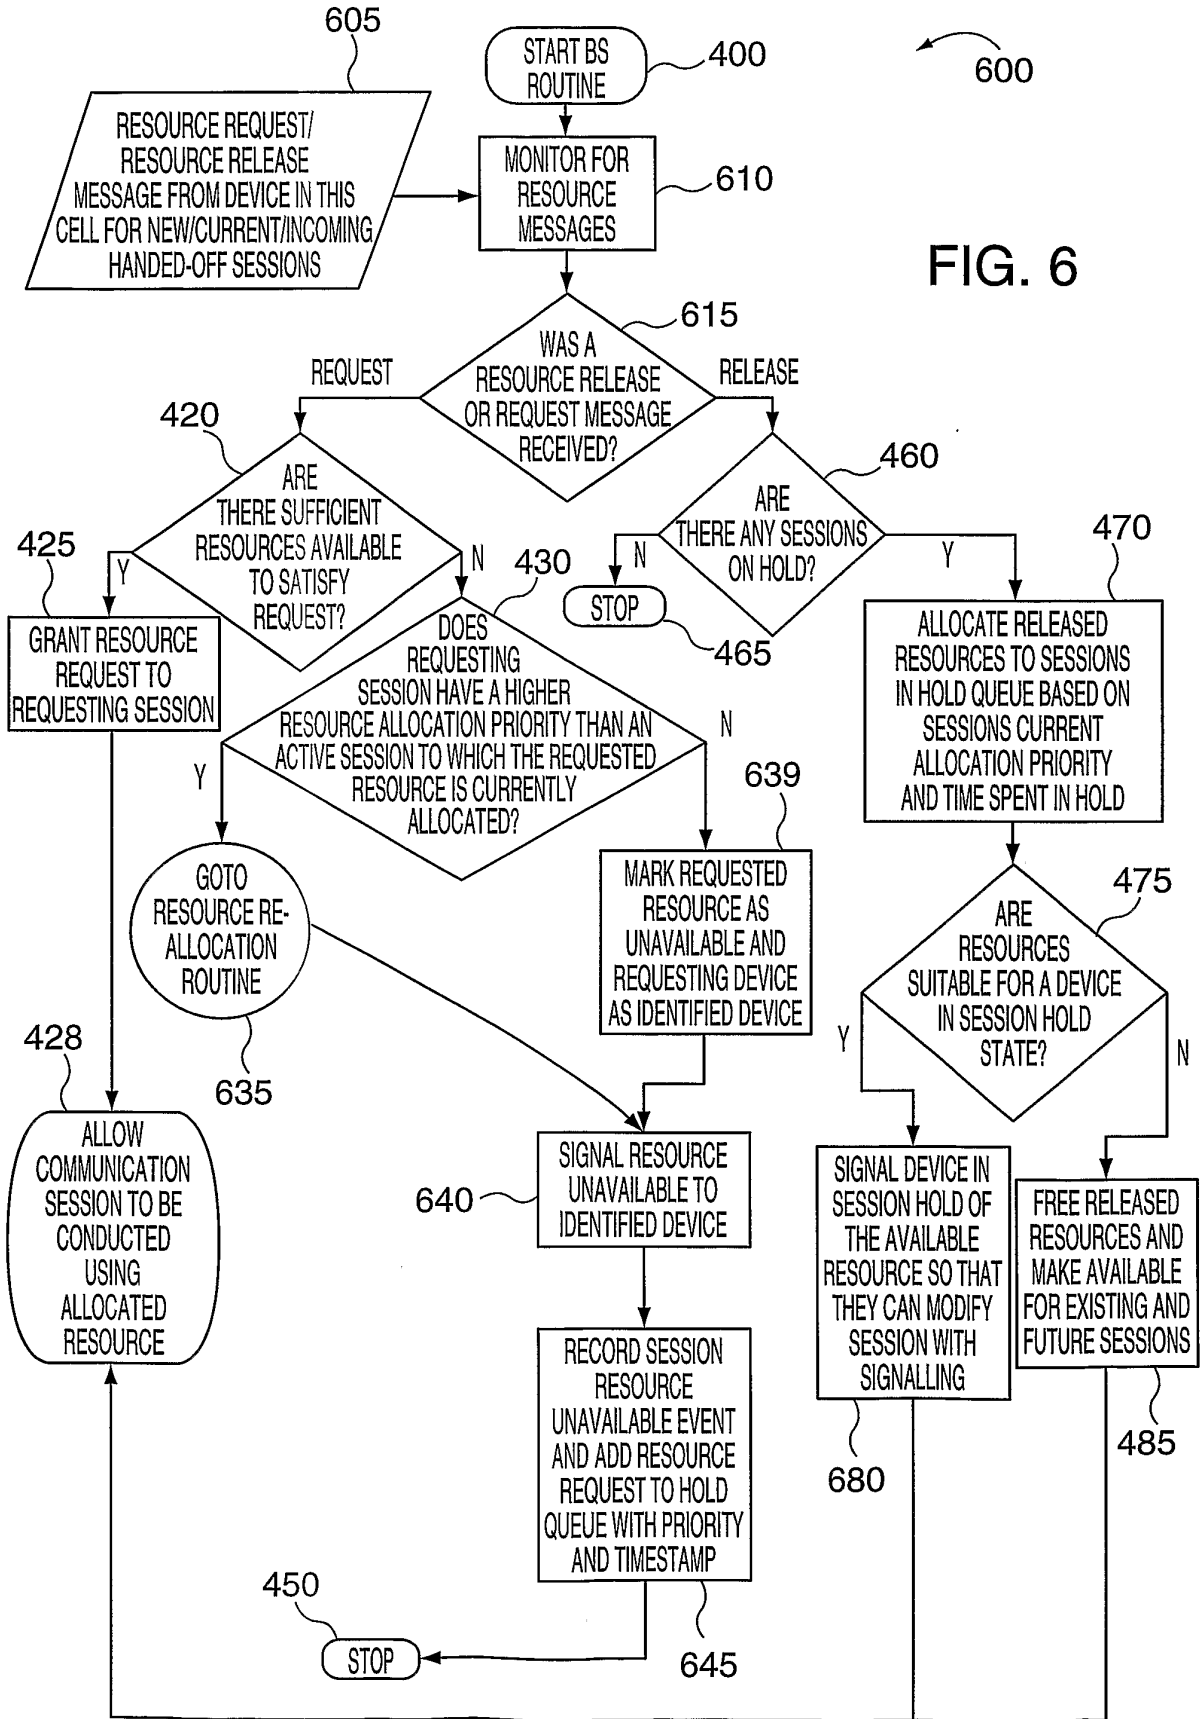 605
START BS
ROUTINE
400
600
RESOURCE REQUEST/
RESOURCE RELEASE
MESSAGE FROM DEVICE IN THIS
CELL FOR NEW/CURRENT/INCOMING
HANDED-OFF SESSIONS
MONITOR FOR
RESOURCE
MESSAGES
610
FIG. 6
615
WAS A
RESOURCE RELEASE
OR REQUEST MESSAGE
RECEIVED?
REQUEST
RELEASE
420
ARE
THERE SUFFICIENT
RESOURCES AVAILABLE
TO SATISFY
REQUEST?
Y
N
460
ARE
THERE ANY SESSIONS
ON HOLD?
N
Y
STOP
465
425
GRANT RESOURCE
REQUEST TO
REQUESTING SESSION
430
DOES
REQUESTING
SESSION HAVE A HIGHER
RESOURCE ALLOCATION PRIORITY THAN AN
ACTIVE SESSION TO WHICH THE REQUESTED
RESOURCE IS CURRENTLY
ALLOCATED?
Y
N
470
ALLOCATE RELEASED
RESOURCES TO SESSIONS
IN HOLD QUEUE BASED ON
SESSIONS CURRENT
ALLOCATION PRIORITY
AND TIME SPENT IN HOLD
639
MARK REQUESTED
RESOURCE AS
UNAVAILABLE AND
REQUESTING DEVICE
AS IDENTIFIED DEVICE
GOTO
RESOURCE RE-
ALLOCATION
ROUTINE
635
475
ARE
RESOURCES
SUITABLE FOR A DEVICE
IN SESSION HOLD
STATE?
Y
N
428
ALLOW
COMMUNICATION
SESSION TO BE
CONDUCTED
USING
ALLOCATED
RESOURCE
640
SIGNAL RESOURCE
UNAVAILABLE TO
IDENTIFIED DEVICE
SIGNAL DEVICE IN
SESSION HOLD OF
THE AVAILABLE
RESOURCE SO THAT
THEY CAN MODIFY
SESSION WITH
SIGNALLING
680
FREE RELEASED
RESOURCES AND
MAKE AVAILABLE
FOR EXISTING AND
FUTURE SESSIONS
485
RECORD SESSION
RESOURCE
UNAVAILABLE EVENT
AND ADD RESOURCE
REQUEST TO HOLD
QUEUE WITH PRIORITY
AND TIMESTAMP
645
450
STOP